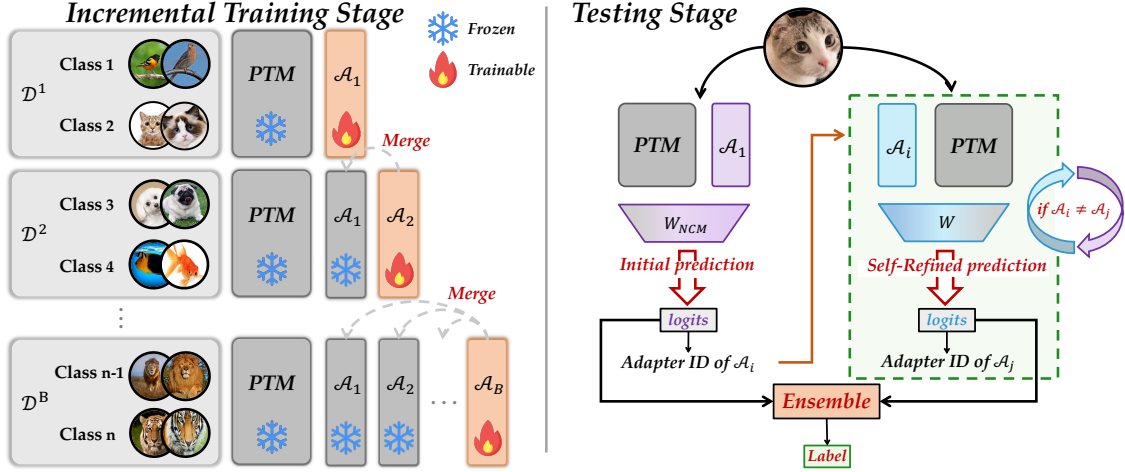 Incremental Training Stage
Frozen
Trainable
Class 1
Class 2
𝒟¹
PTM
𝒜₁
Merge
Class 3
Class 4
𝒟²
PTM
𝒜₁
𝒜₂
Merge
⋮
Class n-1
Class n
𝒟ᴮ
PTM
𝒜₁
𝒜₂
...
𝒜_B
Testing Stage
PTM
𝒜₁
W_NCM
Initial prediction
logits
Adapter ID of 𝒜ᵢ
𝒜ᵢ
PTM
W
if 𝒜ᵢ ≠ 𝒜ⱼ
Self-Refined prediction
logits
Adapter ID of 𝒜ⱼ
Ensemble
Label